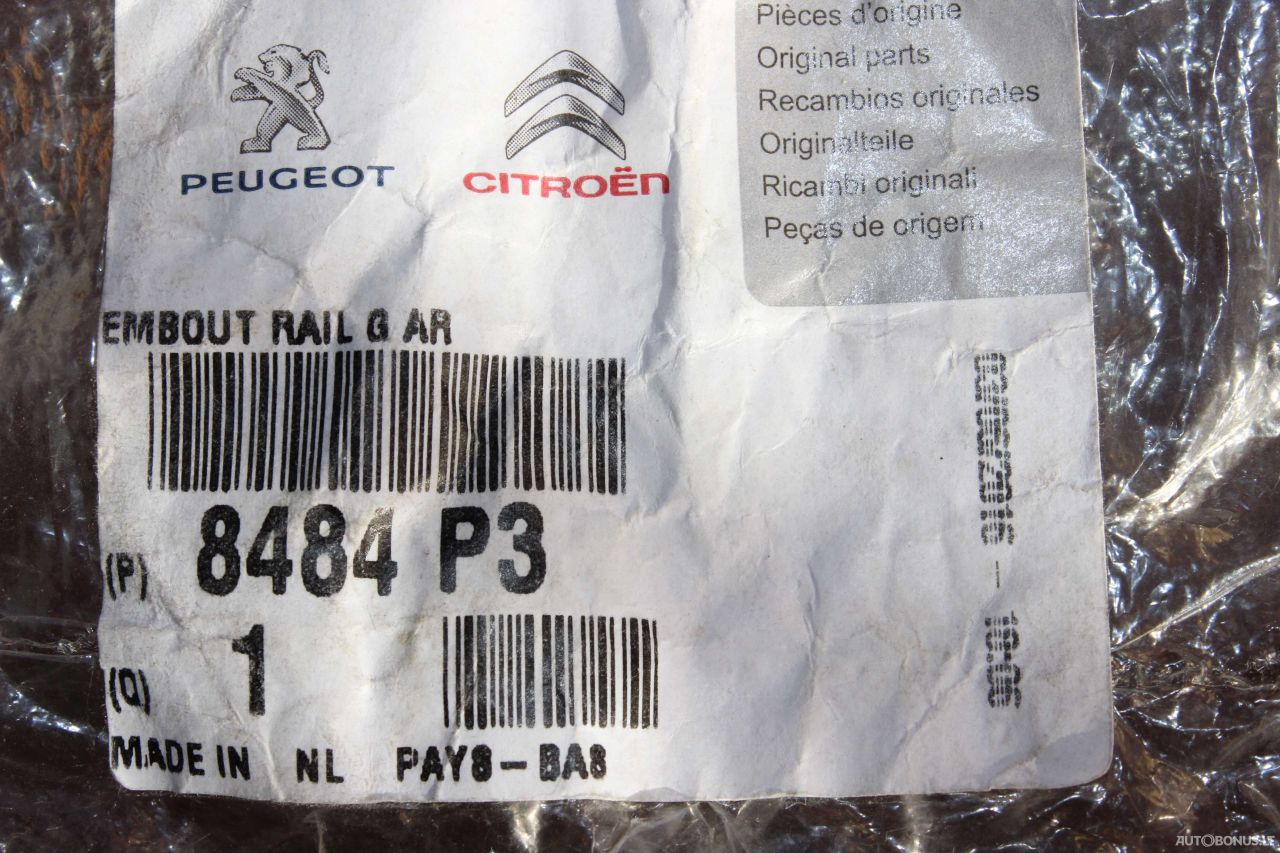 PEUGEOT
CITROËN
Pièces d'origine
Original parts
Recambios originales
Originalteile
Ricambi originali
Peças de origem
EMBOUT RAIL G AR
(P) 8484 P3
(Q) 1
MADE IN NL PAYS-BAS
AUTOBONUS.LT